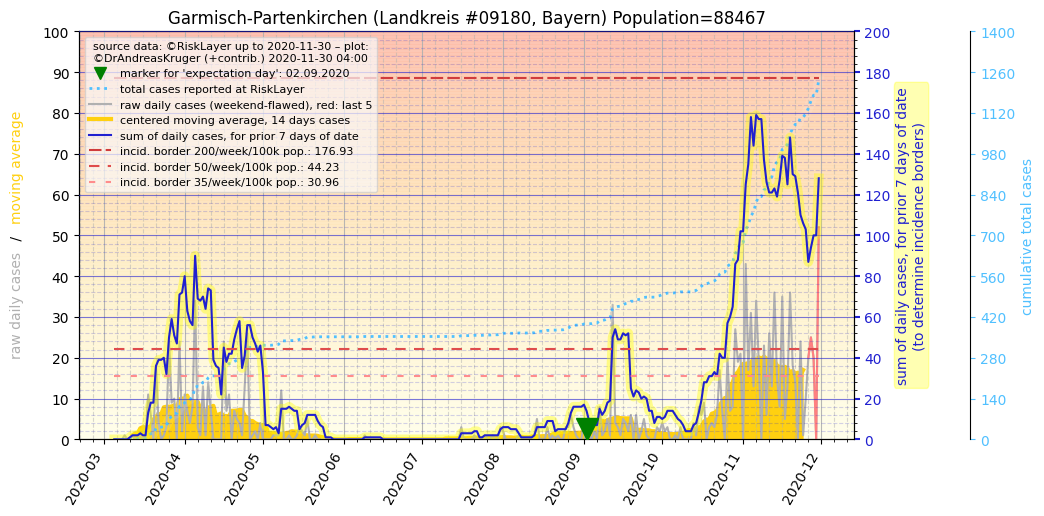 Garmisch-Partenkirchen (Landkreis #09180, Bayern) Population=88467
source data: ©RiskLayer up to 2020-11-30 – plot:
©DrAndreasKruger (+contrib.) 2020-11-30 04:00
marker for 'expectation day': 02.09.2020
total cases reported at RiskLayer
raw daily cases (weekend-flawed), red: last 5
centered moving average, 14 days cases
sum of daily cases, for prior 7 days of date
incid. border 200/week/100k pop.: 176.93
incid. border 50/week/100k pop.: 44.23
incid. border 35/week/100k pop.: 30.96
raw daily cases / moving average
100
90
80
70
60
50
40
30
20
10
0
2020-03
2020-04
2020-05
2020-06
2020-07
2020-08
2020-09
2020-10
2020-11
2020-12
200
180
160
140
120
100
80
60
40
20
0
sum of daily cases, for prior 7 days of date
(to determine incidence borders)
1400
1260
1120
980
840
700
560
420
280
140
0
cumulative total cases